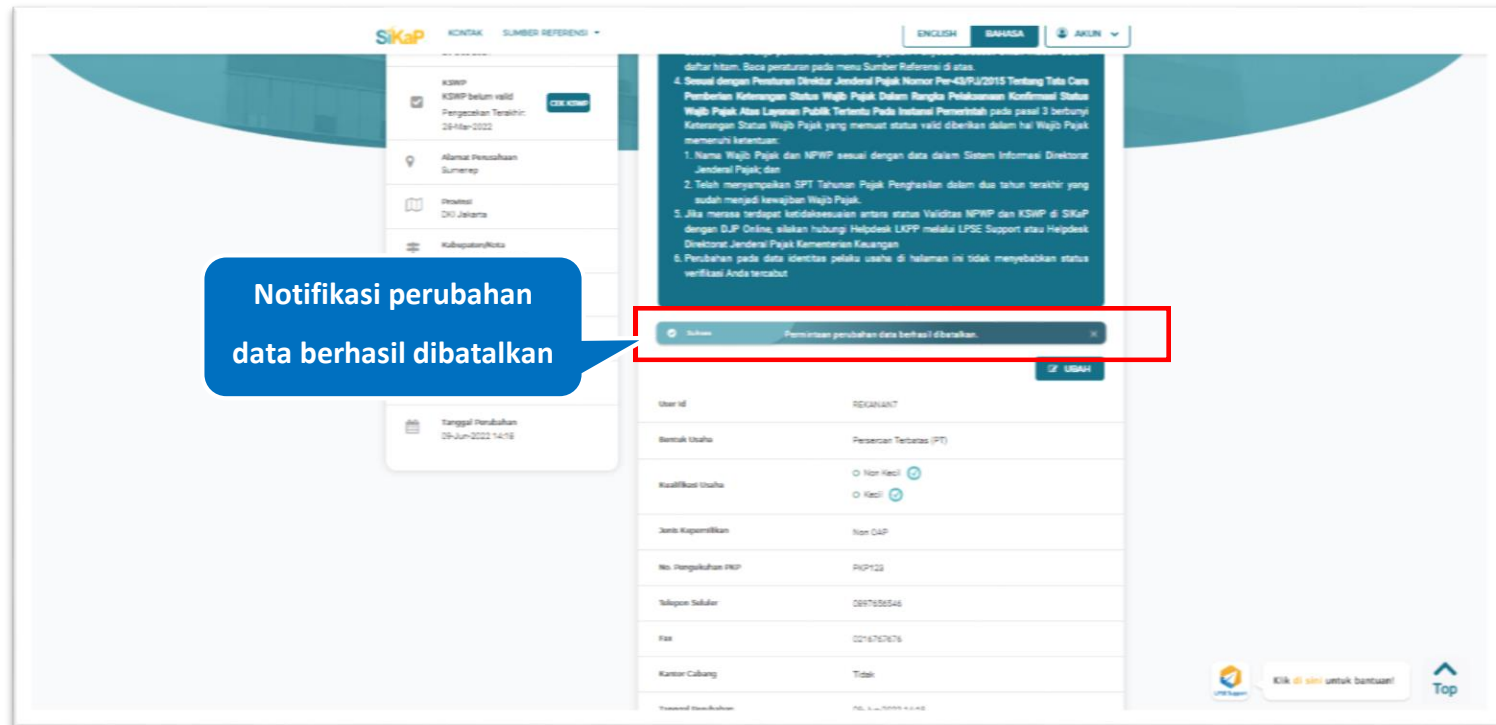 SiKaP KONTAK SUMBER REFERENSI
ENGLISH BAHASA AKUN
KSWP
KSWP belum valid
Pengecekan Terakhir:
28-Mar-2022
CEK KSWP
Alamat Perusahaan
Sumenep
Provinsi
DKI Jakarta
Kabupaten/Kota
Tanggal Perubahan
09-Jun-2022 14:18
Notifikasi perubahan
data berhasil dibatalkan
daftar hitam. Baca peraturan pada menu Sumber Referensi di atas.
4. Sesuai dengan Peraturan Direktur Jenderal Pajak Nomor Per-43/PJ/2015 Tentang Tata Cara
Pemberian Keterangan Status Wajib Pajak Dalam Rangka Pelaksanaan Konfirmasi Status
Wajib Pajak Atas Layanan Publik Tertentu Pada Instansi Pemerintah pada pasal 3 berbunyi
Keterangan Status Wajib Pajak yang memuat status valid diberikan dalam hal Wajib Pajak
memenuhi ketentuan:
1. Nama Wajib Pajak dan NPWP sesuai dengan data dalam Sistem Informasi Direktorat
Jenderal Pajak; dan
2. Telah menyampaikan SPT Tahunan Pajak Penghasilan dalam dua tahun terakhir yang
sudah menjadi kewajiban Wajib Pajak.
5. Jika merasa terdapat ketidaksesuaian antara status Validitas NPWP dan KSWP di SIKaP
dengan DJP Online, silakan hubungi Helpdesk LKPP melalui LPSE Support atau Helpdesk
Direktorat Jenderal Pajak Kementerian Keuangan
6. Perubahan pada data identitas pelaku usaha di halaman ini tidak menyebabkan status
verifikasi Anda tercabut
Sukses Permintaan perubahan data berhasil dibatalkan. ×
UBAH
User Id REKANAN7
Bentuk Usaha Perseroan Terbatas (PT)
Kualifikasi Usaha
Non Kecil
Kecil
Jenis Kepemilikan Non OAP
No. Pengukuhan PKP PKP123
Telepon Seluler 0897656546
Fax 0216767676
Kantor Cabang Tidak
Tanggal Perubahan
LPSE Support
Klik di sini untuk bantuan!
Top